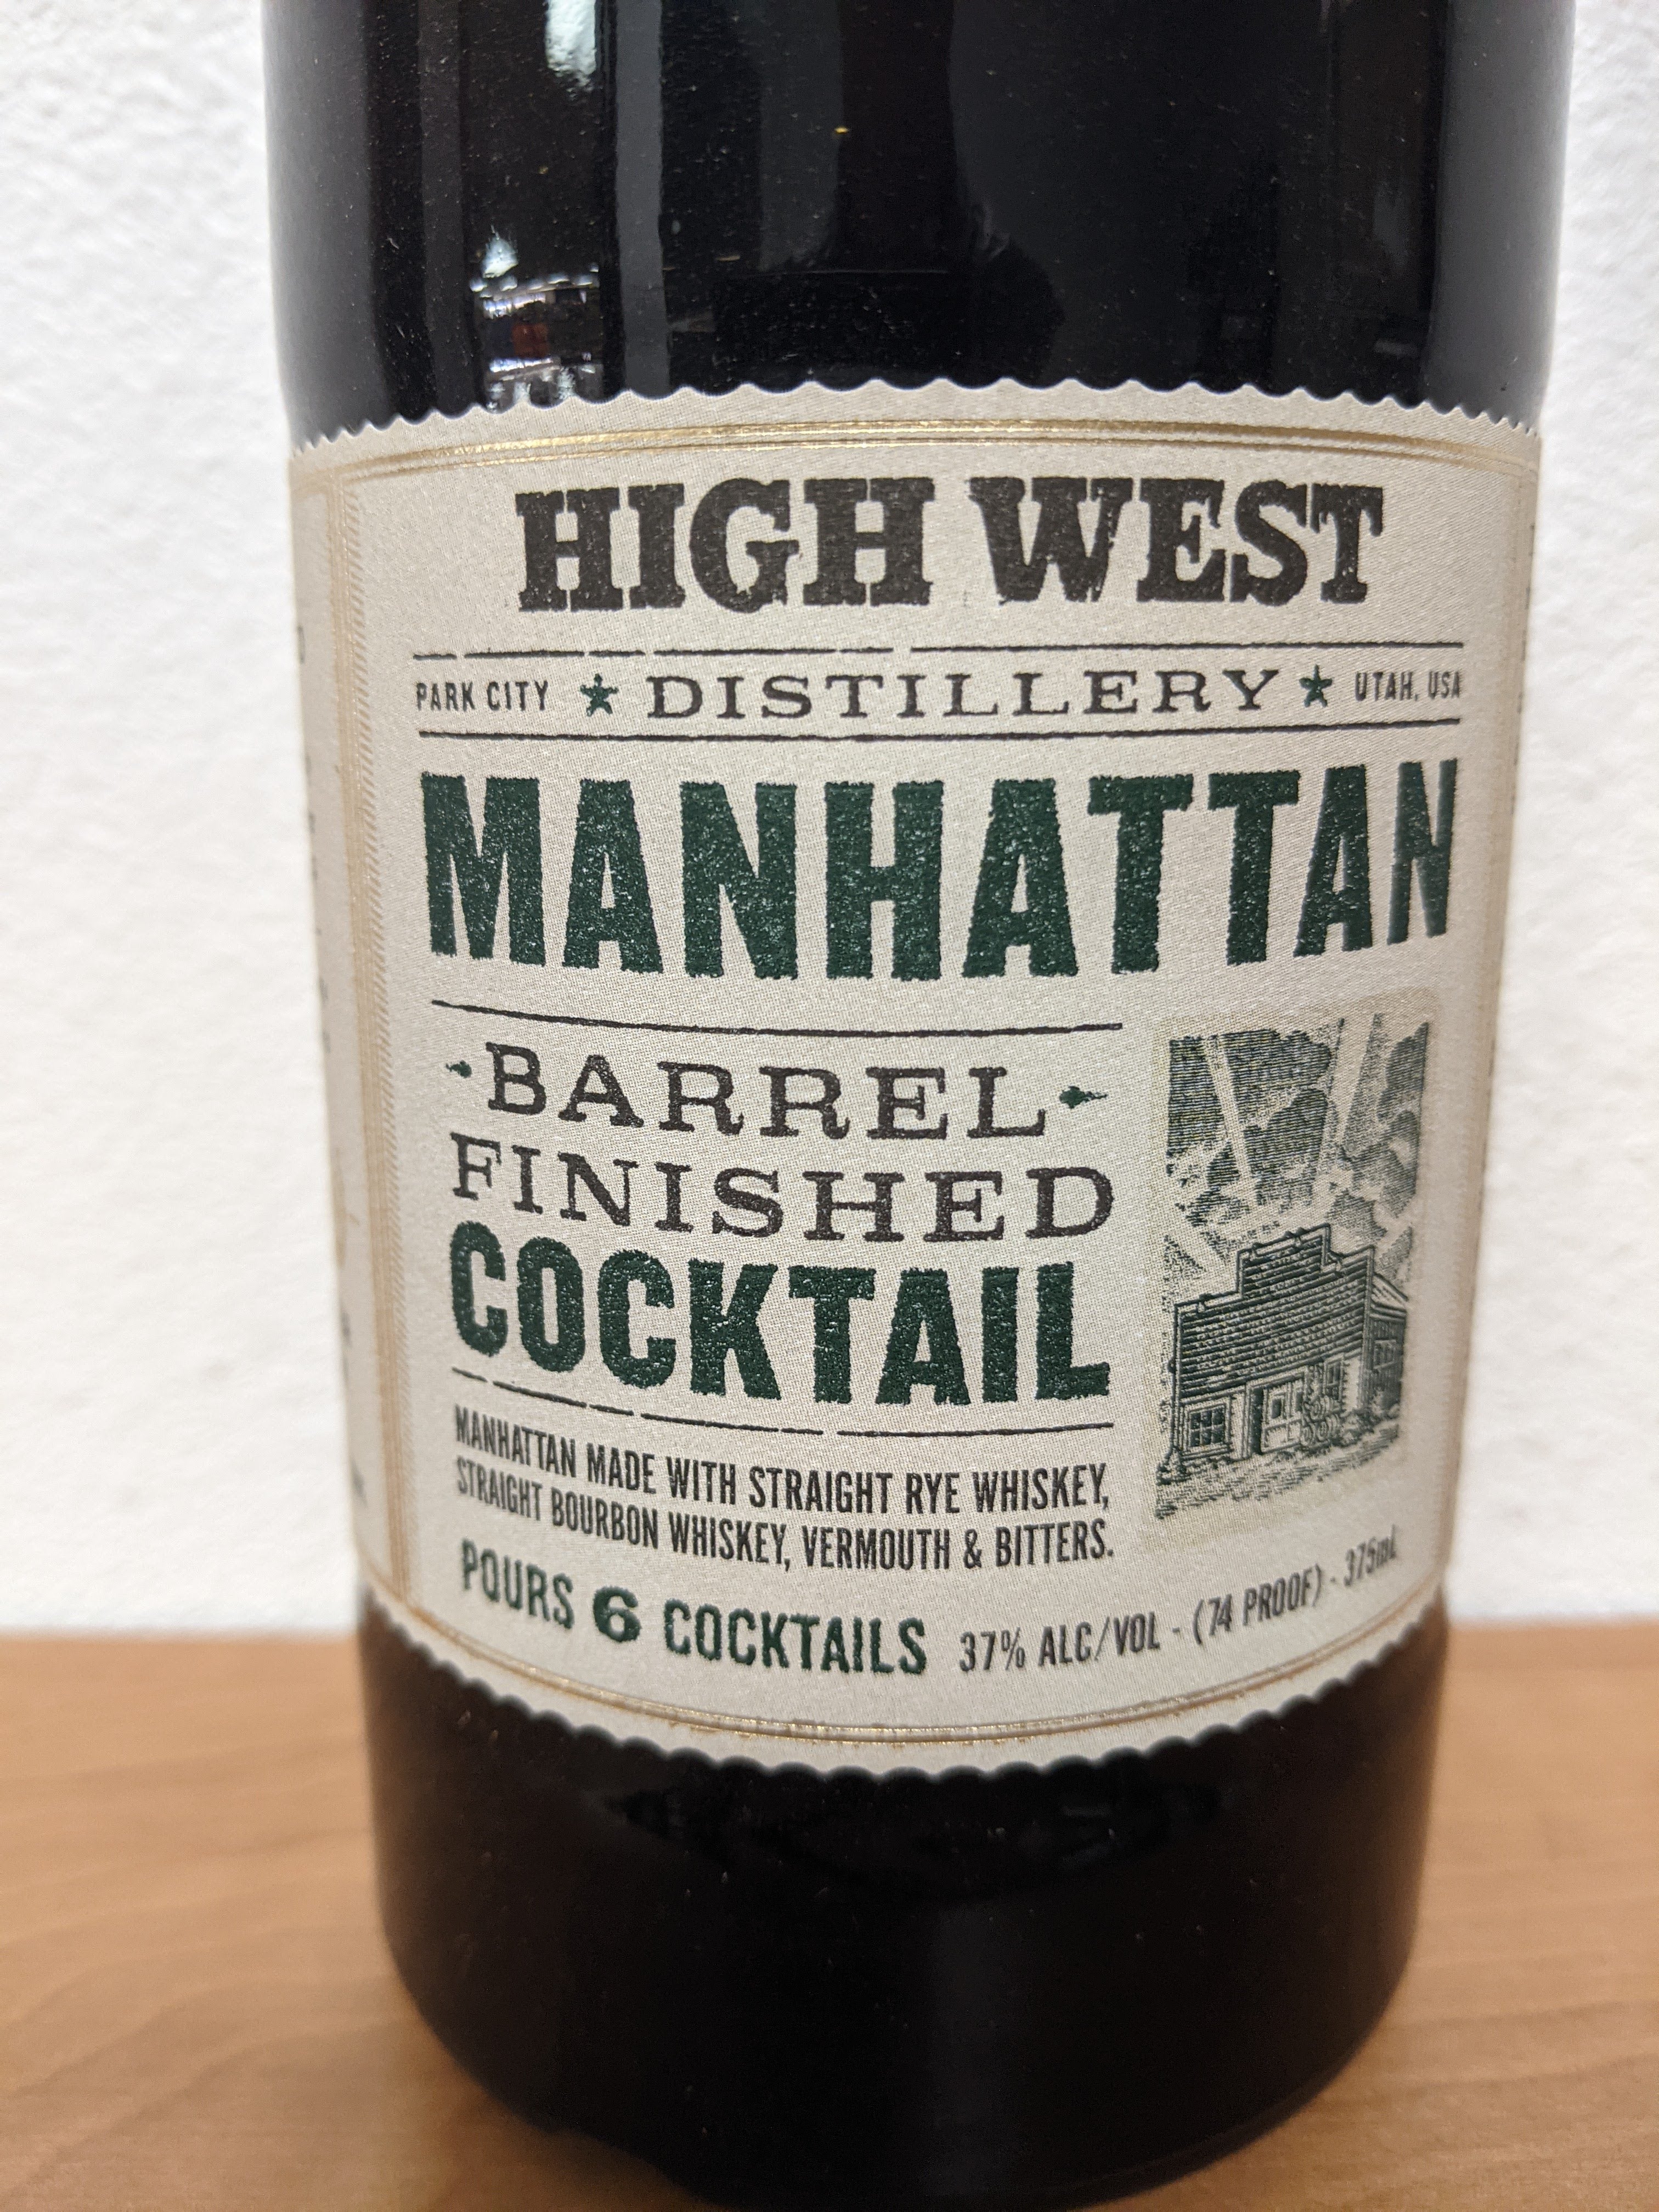 HIGH WEST
PARK CITY ★ DISTILLERY ★ UTAH, USA
MANHATTAN
BARREL
FINISHED
COCKTAIL
MANHATTAN MADE WITH STRAIGHT RYE WHISKEY,
STRAIGHT BOURBON WHISKEY, VERMOUTH & BITTERS.
POURS 6 COCKTAILS 37% ALC/VOL - (74 PROOF) - 375mL